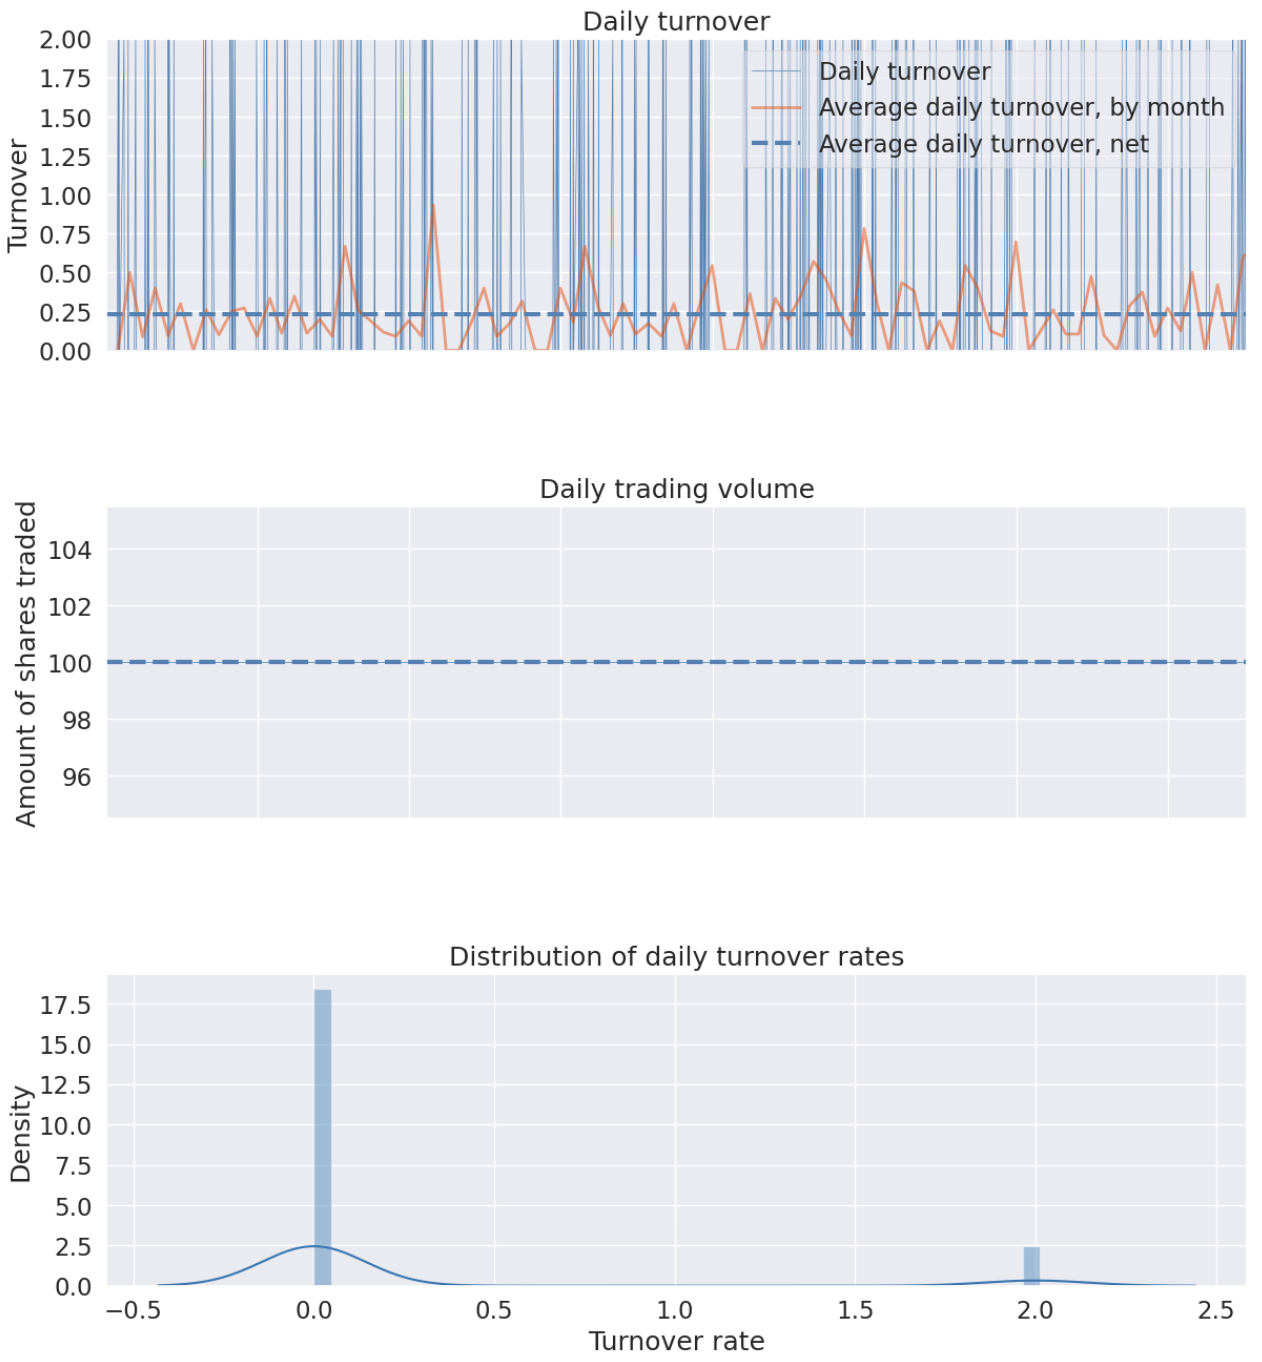 Daily turnover
2.00
1.75
1.50
1.25
1.00
0.75
0.50
0.25
0.00
Turnover
Daily turnover
Average daily turnover, by month
Average daily turnover, net
Daily trading volume
104
102
100
98
96
Amount of shares traded
Distribution of daily turnover rates
17.5
15.0
12.5
10.0
7.5
5.0
2.5
0.0
Density
−0.5 0.0 0.5 1.0 1.5 2.0 2.5
Turnover rate